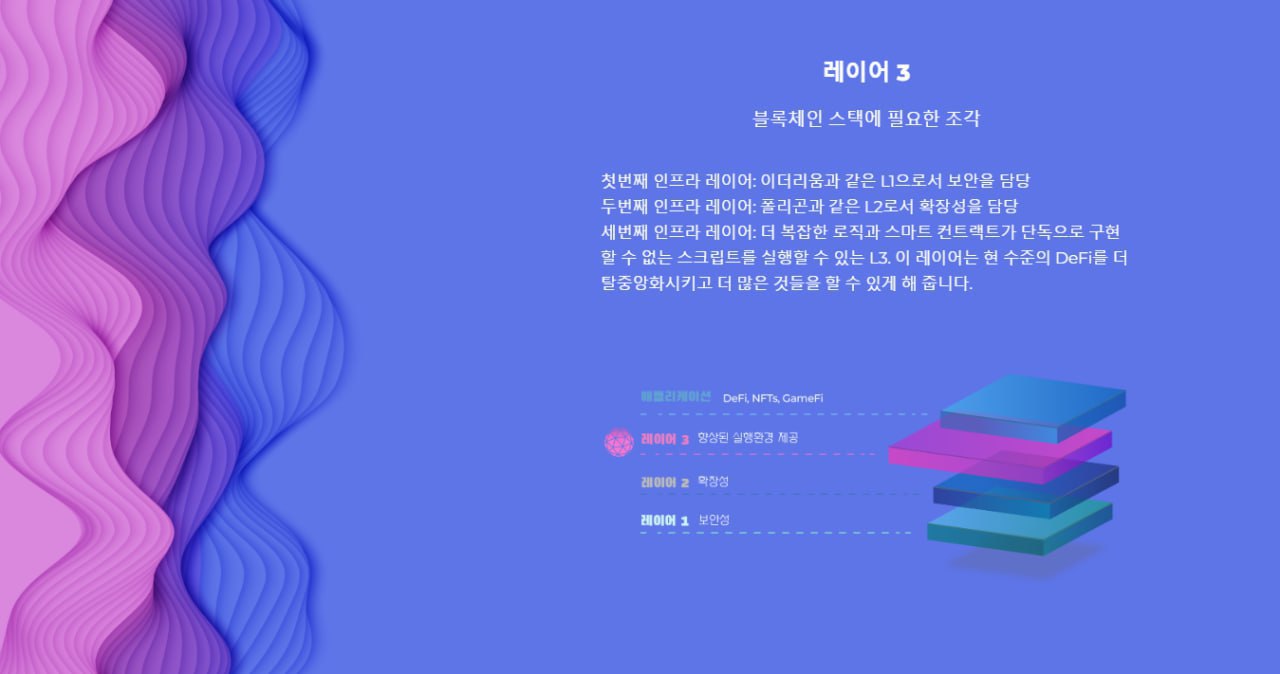 레이어 3
블록체인 스택에 필요한 조각
첫번째 인프라 레이어: 이더리움과 같은 L1으로서 보안을 담당
두번째 인프라 레이어: 폴리곤과 같은 L2로서 확장성을 담당
세번째 인프라 레이어: 더 복잡한 로직과 스마트 컨트랙트가 단독으로 구현
할 수 없는 스크립트를 실행할 수 있는 L3. 이 레이어는 현 수준의 DeFi를 더
탈중앙화시키고 더 많은 것들을 할 수 있게 해 줍니다.
애플리케이션 DeFi, NFTs, GameFi
레이어 3 향상된 실행환경 제공
레이어 2 확장성
레이어 1 보안성